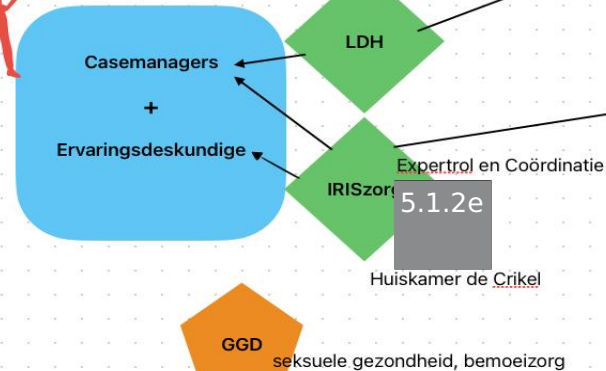 LDH
Casemanagers
+
Ervaringsdeskundige
Expertrol en Coördinatie
IRISzorg
5.1.2e
Huiskamer de Crikel
GGD
seksuele gezondheid, bemoeizorg